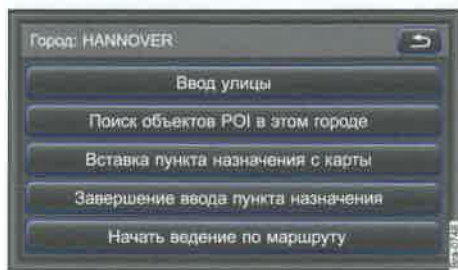 Город: HANNOVER
Ввод улицы
Поиск объектов POI в этом городе
Вставка пункта назначения с карты
Завершение ввода пункта назначения
Начать ведение по маршруту